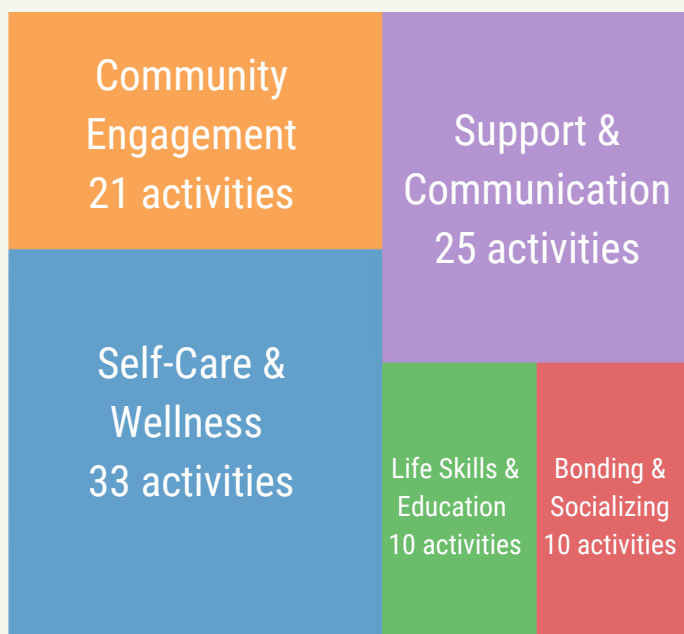 Community
Engagement
21 activities
Support &
Communication
25 activities
Self-Care &
Wellness
33 activities
Life Skills &
Education
10 activities
Bonding &
Socializing
10 activities